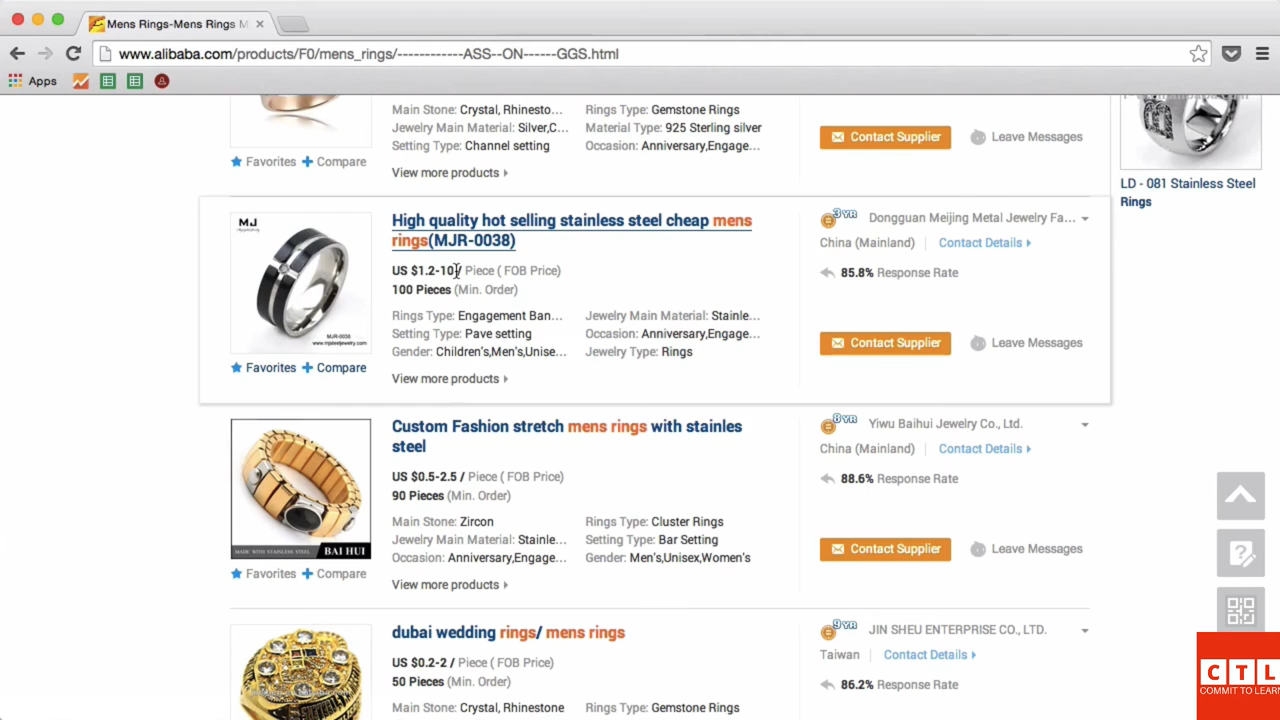 Mens Rings-Mens Rings M
www.alibaba.com/products/F0/mens_rings/------------ASS--ON------GGS.html
Apps
Main Stone: Crystal, Rhinesto... Rings Type: Gemstone Rings
Jewelry Main Material: Silver,C... Material Type: 925 Sterling silver
Setting Type: Channel setting Occasion: Anniversary,Engage...
Contact Supplier Leave Messages
Favorites Compare
View more products
LD - 081 Stainless Steel
Rings
MJ
MJR-0038
www.mjsteeljewelry.com
High quality hot selling stainless steel cheap mens
rings(MJR-0038)
US $1.2-10/ Piece ( FOB Price)
100 Pieces (Min. Order)
Rings Type: Engagement Ban... Jewelry Main Material: Stainle...
Setting Type: Pave setting Occasion: Anniversary,Engage...
Gender: Children's,Men's,Unise... Jewelry Type: Rings
Favorites Compare
View more products
3YR Dongguan Meijing Metal Jewelry Fa...
China (Mainland) Contact Details
85.8% Response Rate
Contact Supplier Leave Messages
MADE WITH STAINLESS STEEL BAI HUI
Custom Fashion stretch mens rings with stainles
steel
US $0.5-2.5 / Piece ( FOB Price)
90 Pieces (Min. Order)
Main Stone: Zircon Rings Type: Cluster Rings
Jewelry Main Material: Stainle... Setting Type: Bar Setting
Occasion: Anniversary,Engage... Gender: Men's,Unisex,Women's
Favorites Compare
View more products
8YR Yiwu Baihui Jewelry Co., Ltd.
China (Mainland) Contact Details
88.6% Response Rate
Contact Supplier Leave Messages
dubai wedding rings/ mens rings
US $0.2-2 / Piece ( FOB Price)
50 Pieces (Min. Order)
Main Stone: Crystal, Rhinestone Rings Type: Gemstone Rings
9YR JIN SHEU ENTERPRISE CO., LTD.
Taiwan Contact Details
86.2% Response Rate
CTL
COMMIT TO LEARN